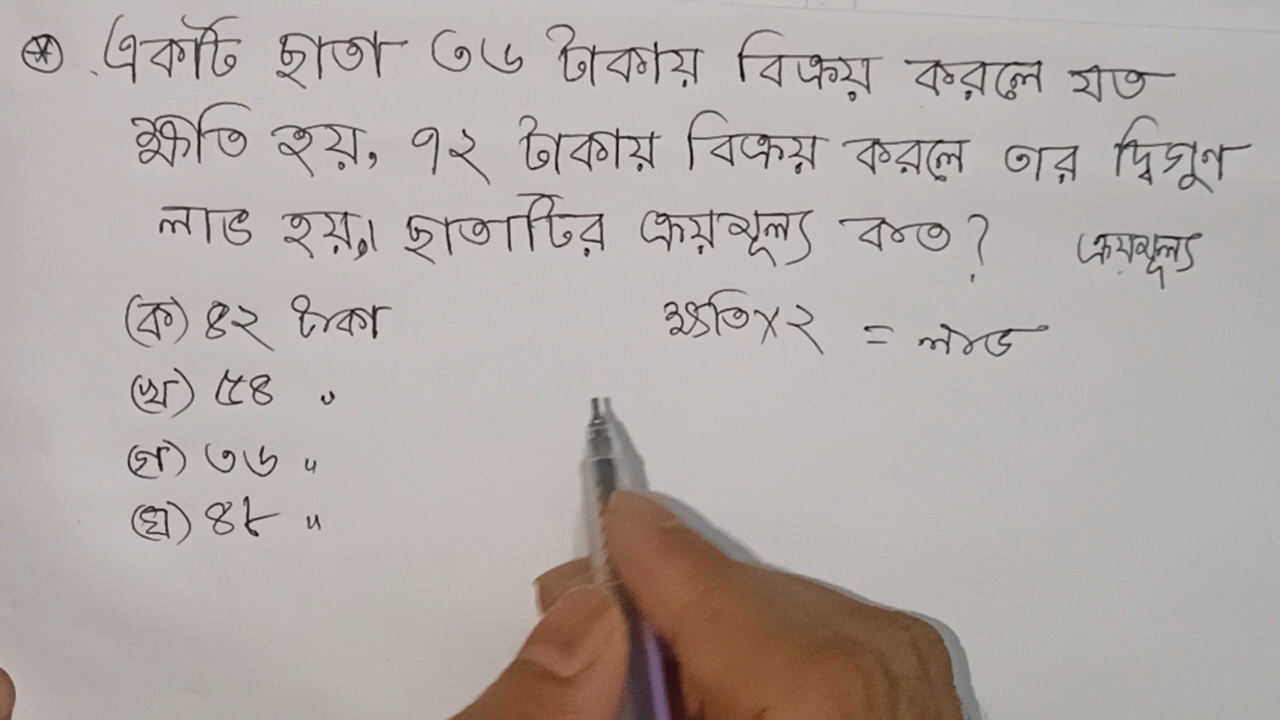 * একটি ছাতা ৩৬ টাকায় বিক্রয় করলে যত
ক্ষতি হয়, ৭২ টাকায় বিক্রয় করলে তার দ্বিগুণ
লাভ হয়,। ছাতাটির ক্রয়মূল্য কত?
ক্রয়মূল্য
(ক) ৪২ টাকা
ক্ষতি×২ = লাভ
(খ) ৫৪ "
(গ) ৩৬ "
(ঘ) ৪৮ "